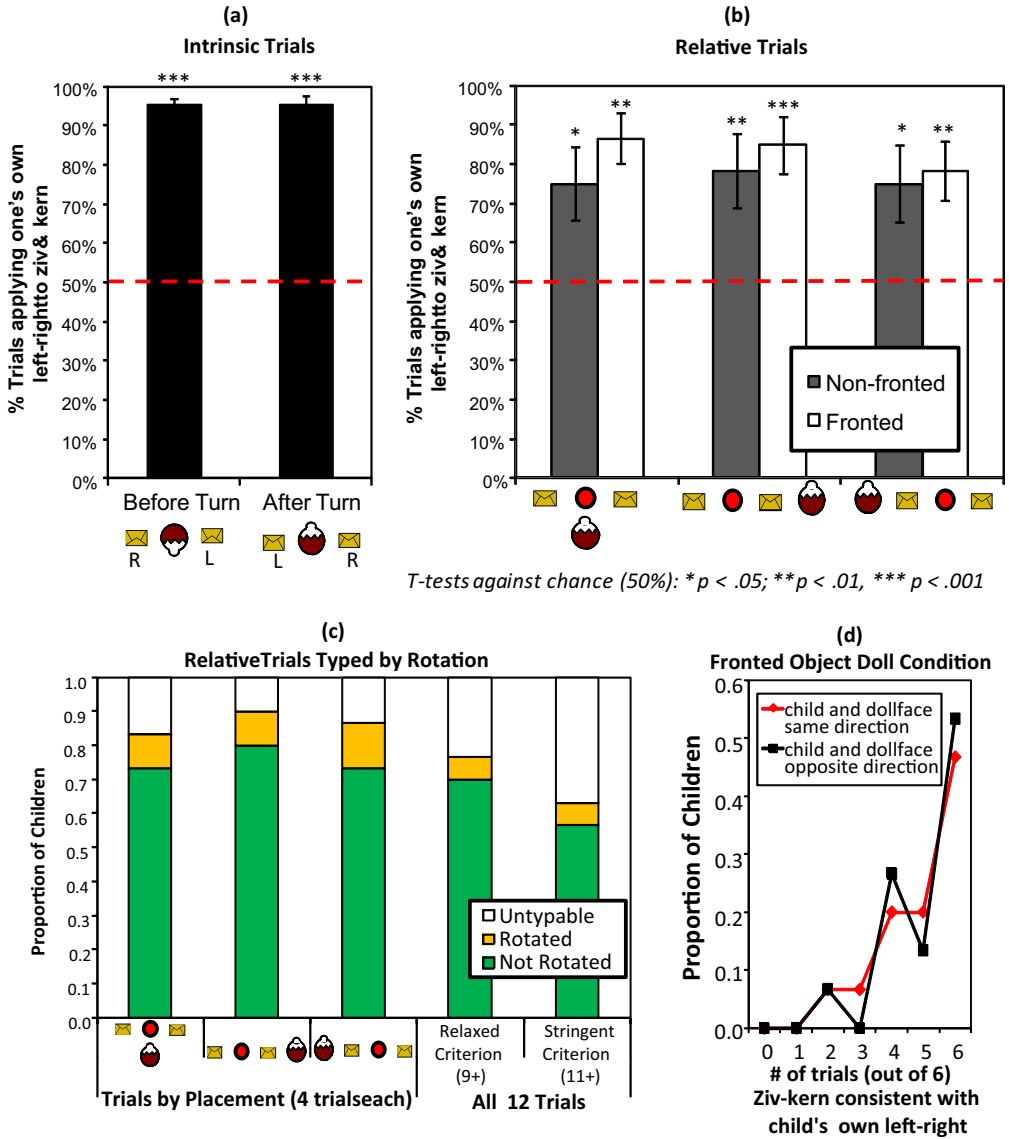 (a)
Intrinsic Trials
*** ***
100%
90%
80%
70%
60%
50%
40%
30%
20%
10%
0%
% Trials applying one's own
left-rightto ziv& kern
Before Turn After Turn
R L L R
(b)
Relative Trials
* ** ** *** * **
100%
90%
80%
70%
60%
50%
40%
30%
20%
10%
0%
% Trials applying one's own
left-rightto ziv& kern
Non-fronted
Fronted
T-tests against chance (50%): * p < .05; **p < .01, *** p < .001
(c)
RelativeTrials Typed by Rotation
1.0
0.9
0.8
0.7
0.6
0.5
0.4
0.3
0.2
0.1
0.0
Proportion of Children
Untypable
Rotated
Not Rotated
Relaxed
Criterion
(9+)
Stringent
Criterion
(11+)
Trials by Placement (4 trialseach)
All 12 Trials
(d)
Fronted Object Doll Condition
0.6
0.5
0.4
0.3
0.2
0.1
0.0
Proportion of Children
child and dollface
same direction
child and dollface
opposite direction
0 1 2 3 4 5 6
# of trials (out of 6)
Ziv-kern consistent with
child's own left-right